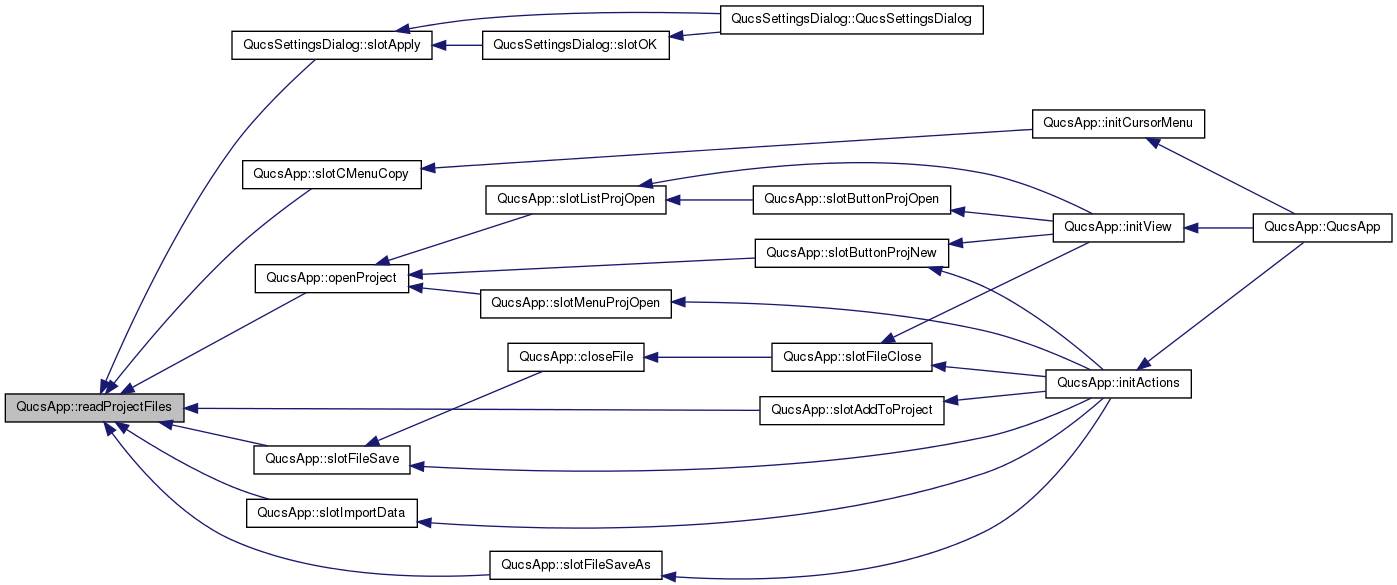 QucsSettingsDialog::QucsSettingsDialog
QucsSettingsDialog::slotApply
QucsSettingsDialog::slotOK
QucsApp::initCursorMenu
QucsApp::slotCMenuCopy
QucsApp::slotListProjOpen
QucsApp::slotButtonProjOpen
QucsApp::initView
QucsApp::QucsApp
QucsApp::slotButtonProjNew
QucsApp::openProject
QucsApp::slotMenuProjOpen
QucsApp::closeFile
QucsApp::slotFileClose
QucsApp::initActions
QucsApp::readProjectFiles
QucsApp::slotAddToProject
QucsApp::slotFileSave
QucsApp::slotImportData
QucsApp::slotFileSaveAs